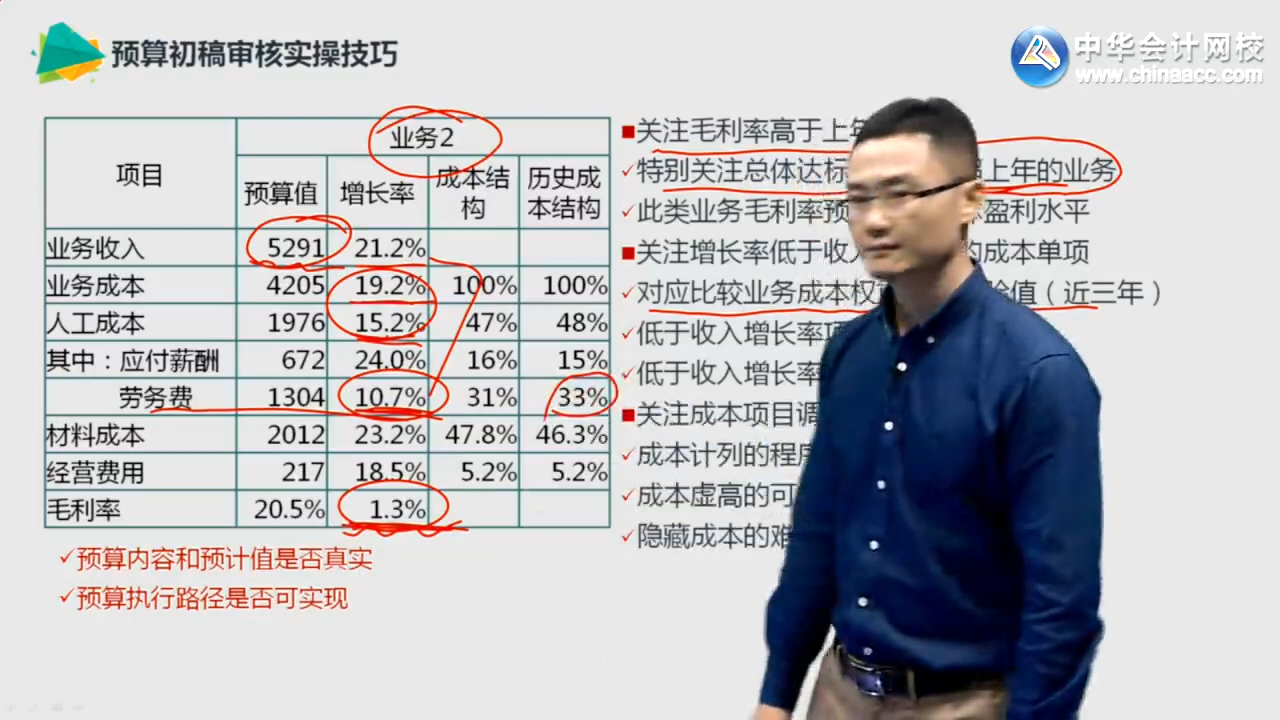 预算初稿审核实操技巧
中华会计网校
www.chinaacc.com
项目 业务2
预算值 增长率 成本结构 历史成本结构
业务收入 5291 21.2%
业务成本 4205 19.2% 100% 100%
人工成本 1976 15.2% 47% 48%
其中：应付薪酬 672 24.0% 16% 15%
劳务费 1304 10.7% 31% 33%
材料成本 2012 23.2% 47.8% 46.3%
经营费用 217 18.5% 5.2% 5.2%
毛利率 20.5% 1.3%
✓预算内容和预计值是否真实
✓预算执行路径是否可实现
■关注毛利率高于上年
✓特别关注总体达标 上年的业务
✓此类业务毛利率预 盈利水平
■关注增长率低于收 的成本单项
✓对应比较业务成本权 值（近三年）
✓低于收入增长率
✓低于收入增长率
■关注成本项目调
✓成本计列的程序
✓成本虚高的可
✓隐藏成本的难